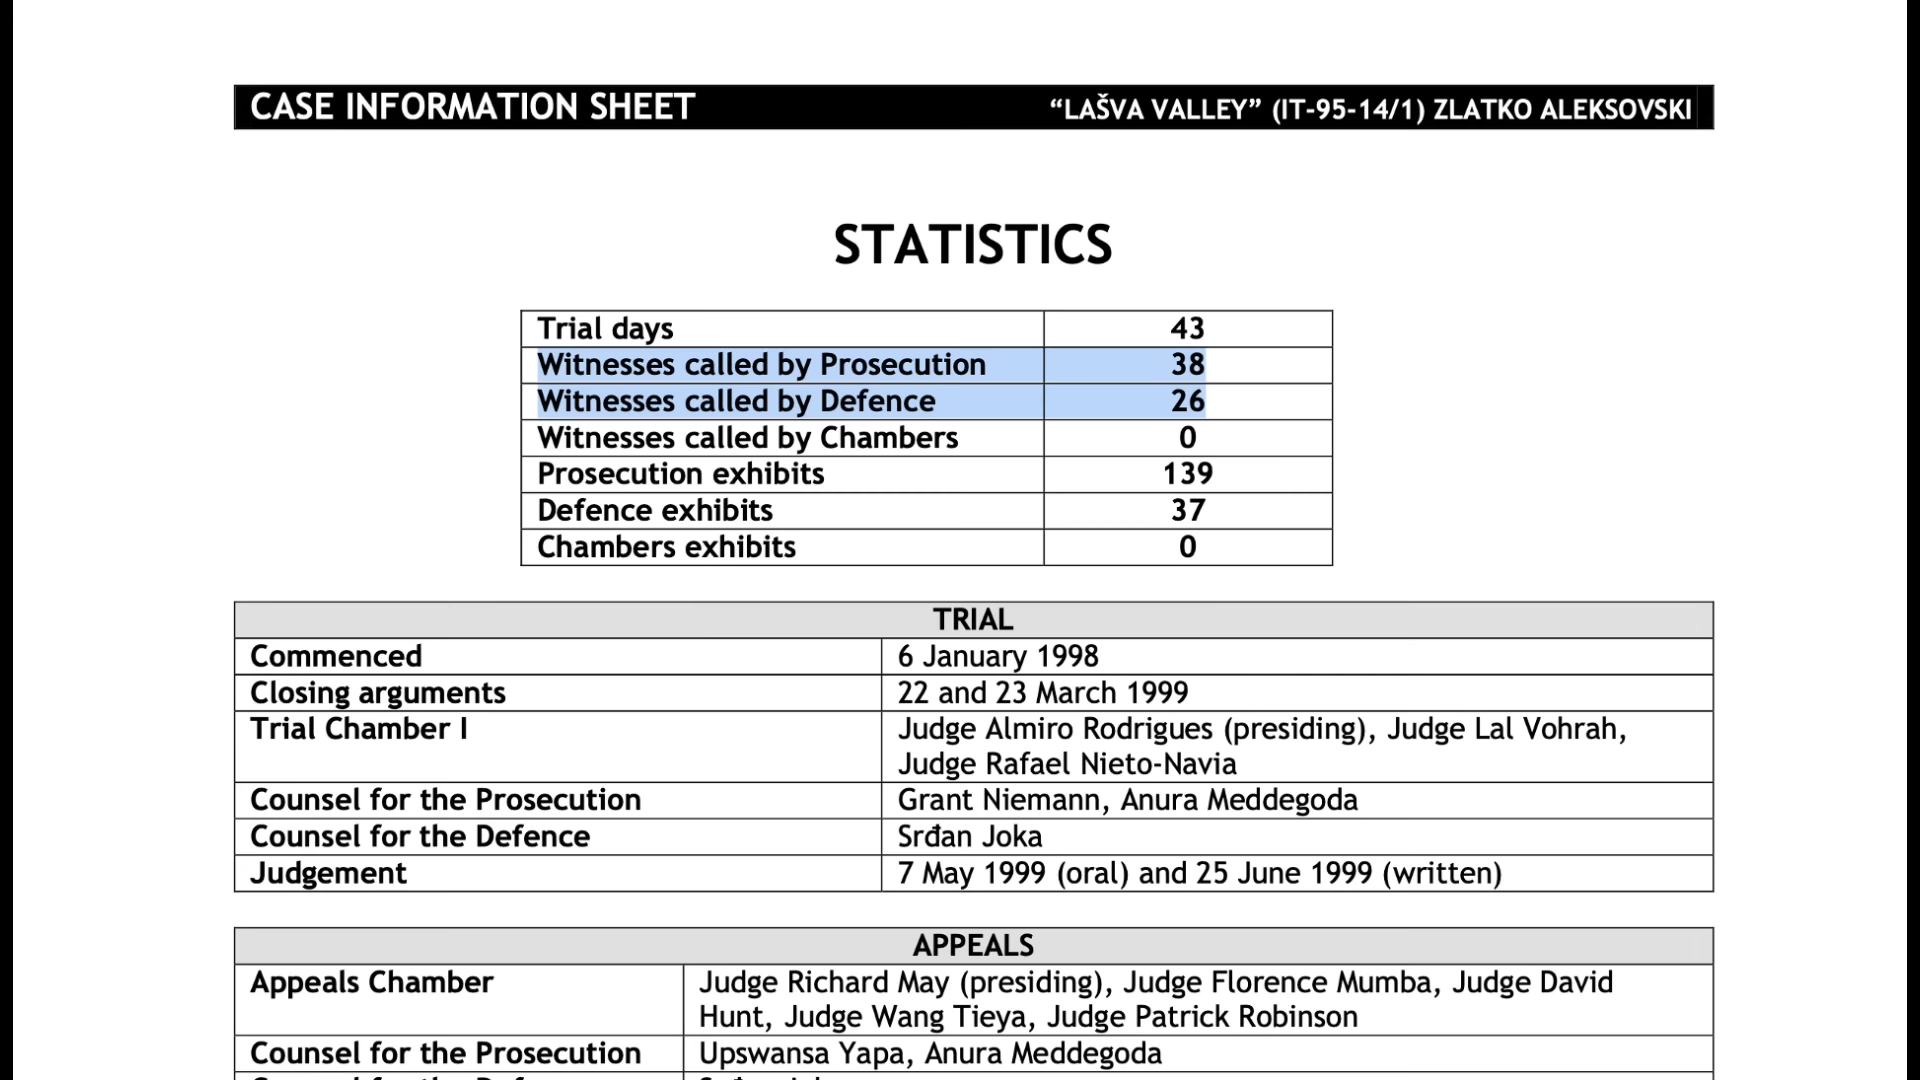 CASE INFORMATION SHEET “LAŠVA VALLEY” (IT-95-14/1) ZLATKO ALEKSOVSKI
STATISTICS
Trial days 43
Witnesses called by Prosecution 38
Witnesses called by Defence 26
Witnesses called by Chambers 0
Prosecution exhibits 139
Defence exhibits 37
Chambers exhibits 0
TRIAL
Commenced 6 January 1998
Closing arguments 22 and 23 March 1999
Trial Chamber I Judge Almiro Rodrigues (presiding), Judge Lal Vohrah,
Judge Rafael Nieto-Navia
Counsel for the Prosecution Grant Niemann, Anura Meddegoda
Counsel for the Defence Srđan Joka
Judgement 7 May 1999 (oral) and 25 June 1999 (written)
APPEALS
Appeals Chamber Judge Richard May (presiding), Judge Florence Mumba, Judge David
Hunt, Judge Wang Tieya, Judge Patrick Robinson
Counsel for the Prosecution Upswansa Yapa, Anura Meddegoda